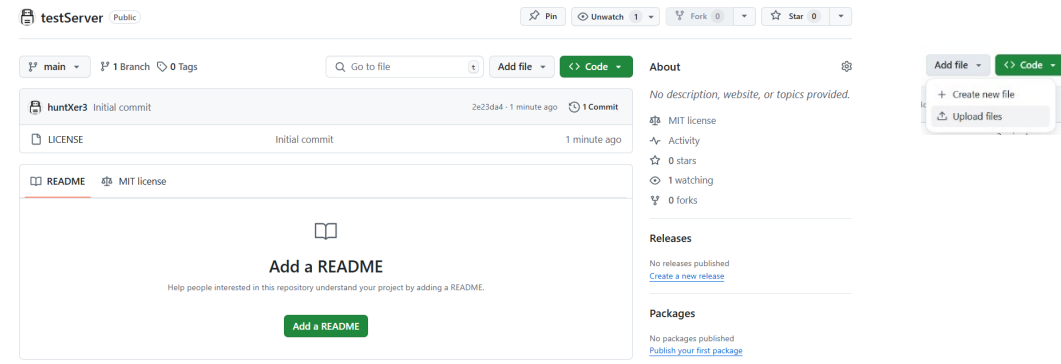 testServer Public
Pin
Unwatch 1
Fork 0
Star 0
main
1 Branch
0 Tags
Go to file
t
Add file
<> Code
huntXer3 Initial commit
2e23da4 · 1 minute ago
1 Commit
LICENSE
Initial commit
1 minute ago
README
MIT license
Add a README
Help people interested in this repository understand your project by adding a README.
Add a README
About
No description, website, or topics provided.
MIT license
Activity
0 stars
1 watching
0 forks
Releases
No releases published
Create a new release
Packages
No packages published
Publish your first package
Add file
<> Code
+ Create new file
Upload files